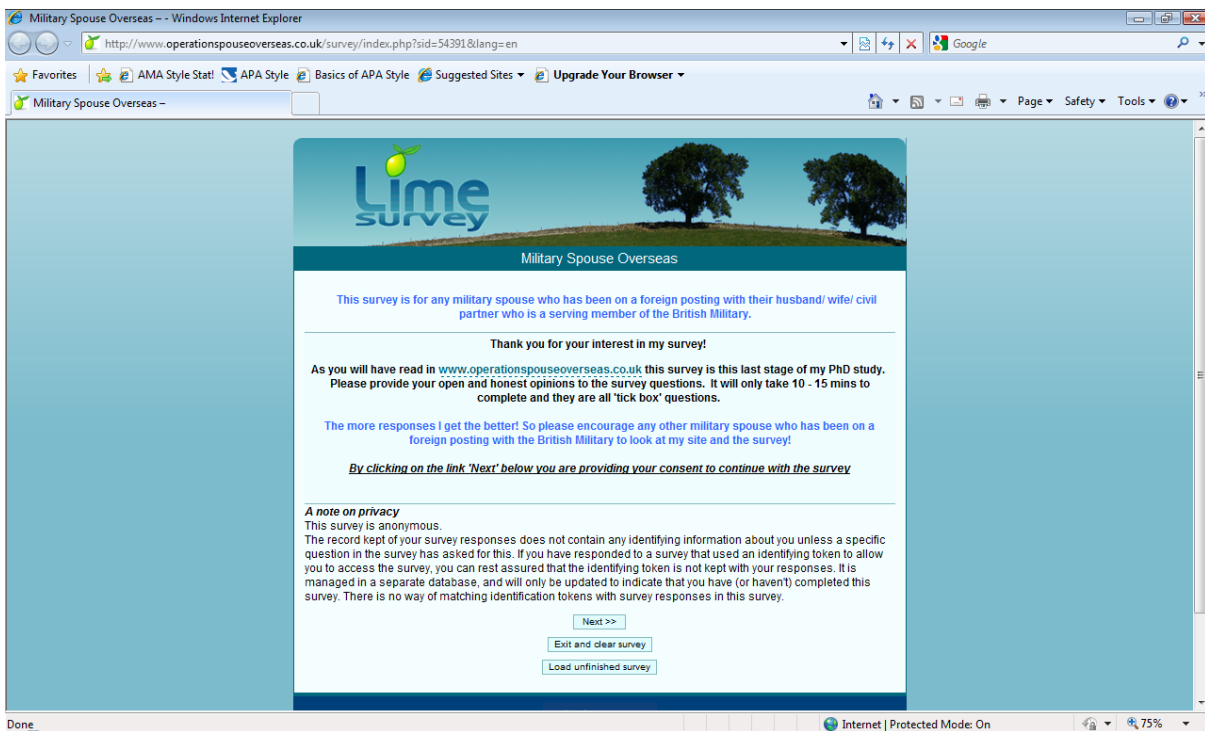 Military Spouse Overseas – - Windows Internet Explorer
http://www.operationspouseoverseas.co.uk/survey/index.php?sid=54391&lang=en
Google
Favorites AMA Style Stat! APA Style Basics of APA Style Suggested Sites Upgrade Your Browser
Military Spouse Overseas –
Page Safety Tools
Lime
survey
Military Spouse Overseas
This survey is for any military spouse who has been on a foreign posting with their husband/ wife/ civil
partner who is a serving member of the British Military.
Thank you for your interest in my survey!
As you will have read in www.operationspouseoverseas.co.uk this survey is this last stage of my PhD study.
Please provide your open and honest opinions to the survey questions. It will only take 10 - 15 mins to
complete and they are all 'tick box' questions.
The more responses I get the better! So please encourage any other military spouse who has been on a
foreign posting with the British Military to look at my site and the survey!
By clicking on the link 'Next' below you are providing your consent to continue with the survey
A note on privacy
This survey is anonymous.
The record kept of your survey responses does not contain any identifying information about you unless a specific
question in the survey has asked for this. If you have responded to a survey that used an identifying token to allow
you to access the survey, you can rest assured that the identifying token is not kept with your responses. It is
managed in a separate database, and will only be updated to indicate that you have (or haven't) completed this
survey. There is no way of matching identification tokens with survey responses in this survey.
Next >>
Exit and clear survey
Load unfinished survey
Done
Internet | Protected Mode: On
75%